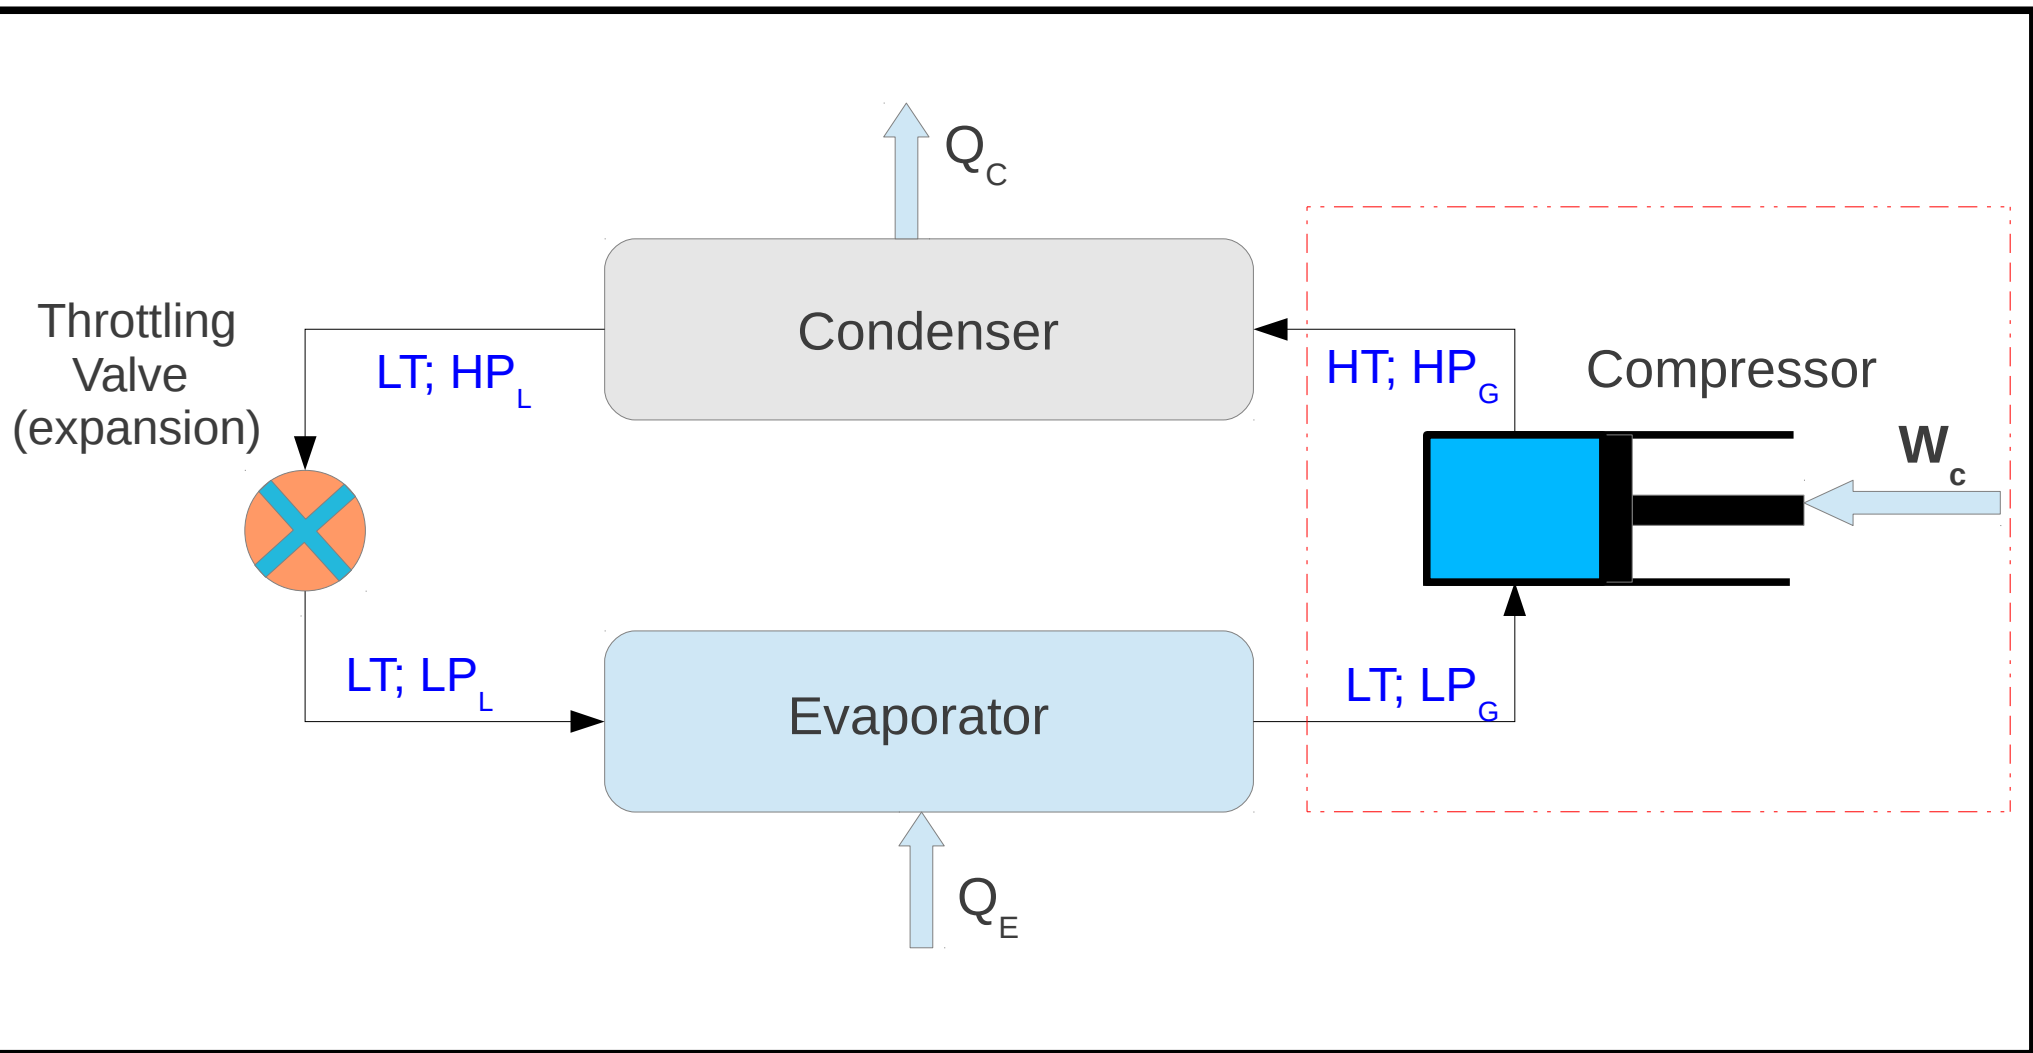 Q_C
Throttling
Valve
(expansion)
Condenser
LT; HP_L
HT; HP_G
Compressor
W_c
LT; LP_L
Evaporator
LT; LP_G
Q_E